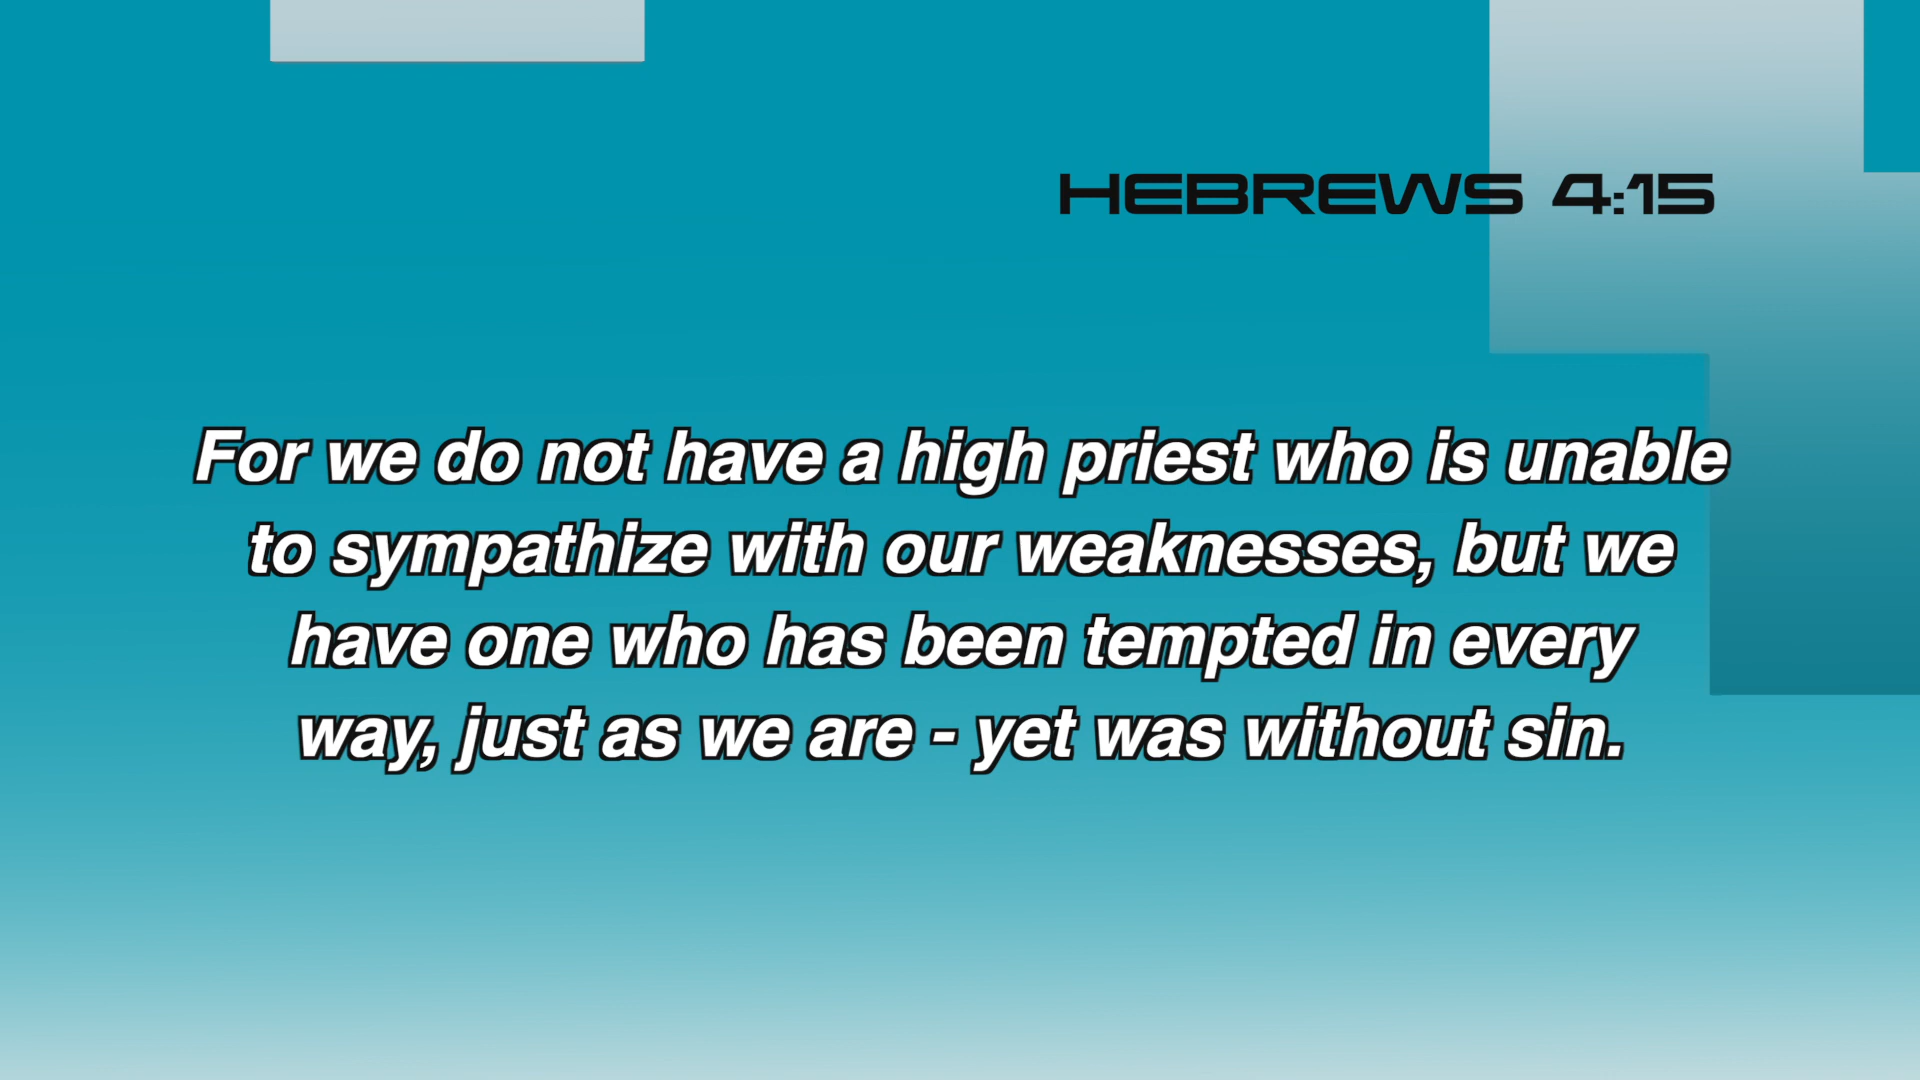 HEBREWS 4:15
For we do not have a high priest who is unable
to sympathize with our weaknesses, but we
have one who has been tempted in every
way, just as we are - yet was without sin.